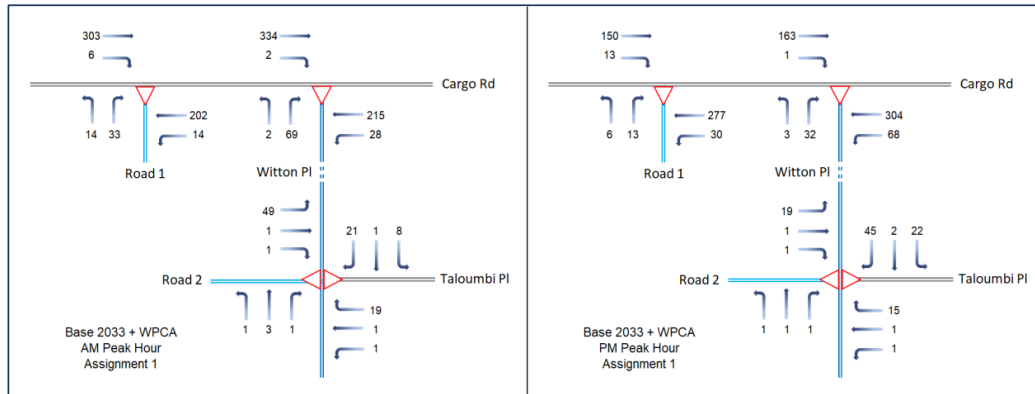 303
334
6
2
Cargo Rd
14 33
202
14
2 69
215
28
Road 1
Witton Pl
49
1
1
21 1 8
Road 2
Taloumbi Pl
1 3 1
19
1
1
Base 2033 + WPCA
AM Peak Hour
Assignment 1
150
163
13
1
Cargo Rd
6 13
277
30
3 32
304
68
Road 1
Witton Pl
19
1
1
45 2 22
Road 2
Taloumbi Pl
1 1 1
15
1
1
Base 2033 + WPCA
PM Peak Hour
Assignment 1